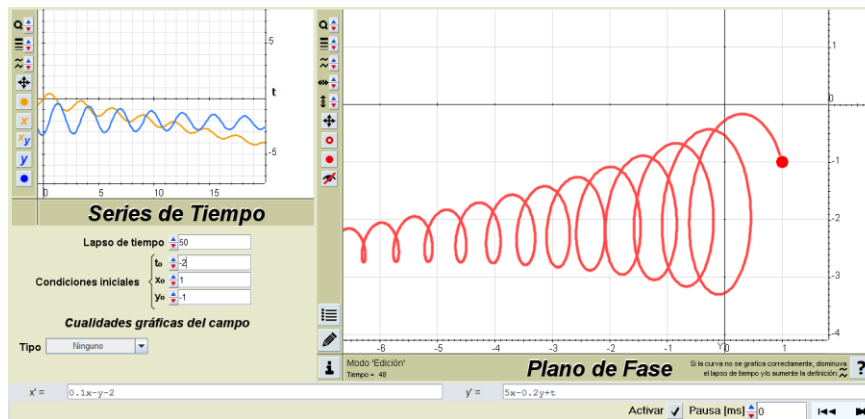 5
t
-5
0
5
10
15
x
xy
y
Series de Tiempo
Lapso de tiempo 50
Condiciones iniciales
t₀ -2
x₀ 1
y₀ -1
Cualidades gráficas del campo
Tipo Ninguno
1
0
-1
-2
-3
-4
-6
-5
-4
-3
-2
-1
0
1
Modo 'Edición'
Tiempo = 48
Plano de Fase
Si la curva no se grafica correctamente, disminuya
el lapso de tiempo y/o aumente la definición:
?
i
x' = 0.1x-y-2
y' = 5x-0.2y+t
Activar
Pausa [ms] 0